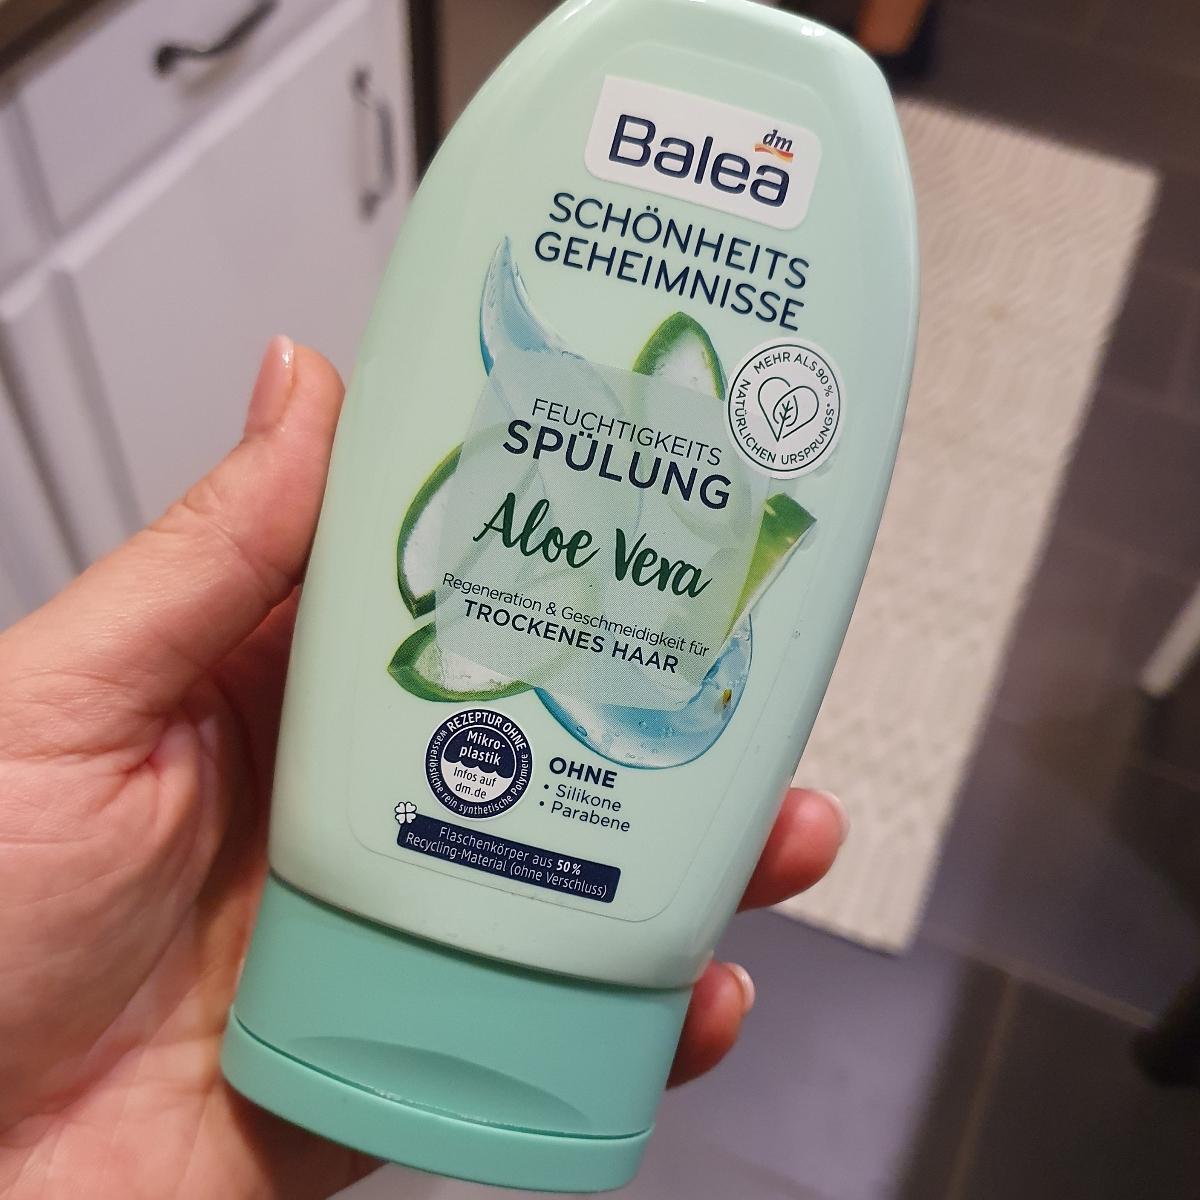 Balea
dm
SCHÖNHEITS
GEHEIMNISSE
MEHR ALS 90%
NATÜRLICHEN URSPRUNGS•
FEUCHTIGKEITS
SPÜLUNG
Aloe Vera
Regeneration & Geschmeidigkeit für
TROCKENES HAAR
REZEPTUR OHNE
Mikro-
plastik
Infos auf
dm.de
wasserlösliche rein synthetische Polymere
OHNE
• Silikone
• Parabene
Flaschenkörper aus 50%
Recycling-Material (ohne Verschluss)